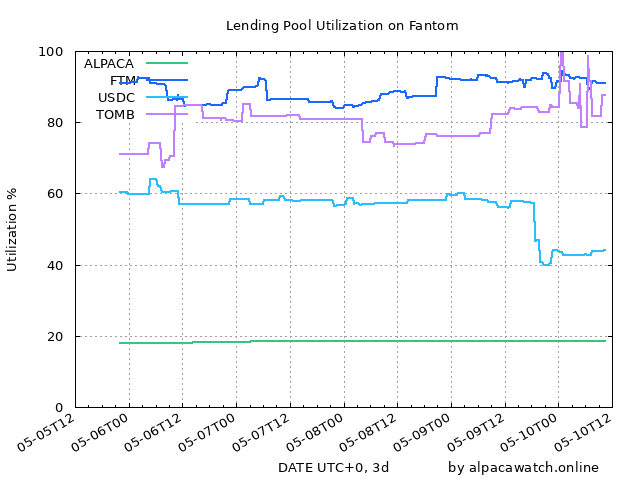 Lending Pool Utilization on Fantom
ALPACA
FTM
USDC
TOMB
100
80
60
40
20
0
Utilization %
05-05T12
05-06T00
05-06T12
05-07T00
05-07T12
05-08T00
05-08T12
05-09T00
05-09T12
05-10T00
05-10T12
DATE UTC+0, 3d
by alpacawatch.online